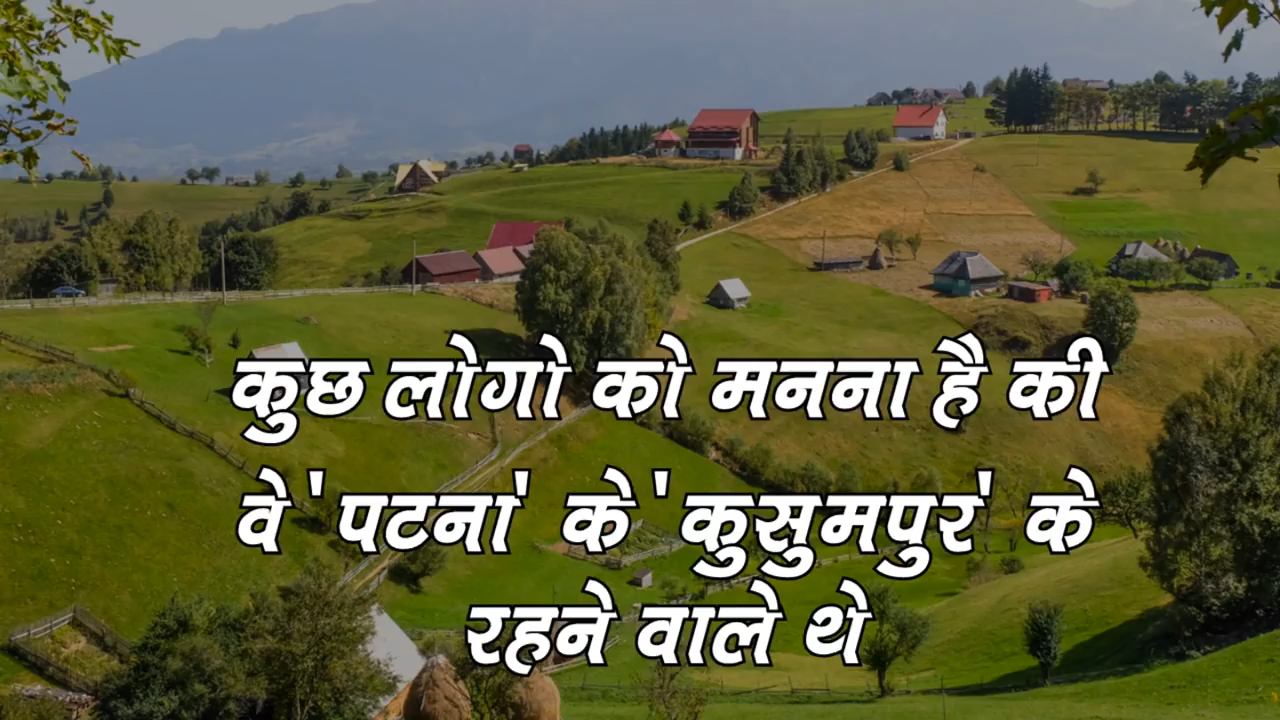 कुछ लोगो को मनना है की
वे 'पटना' के 'कुसुमपुर' के
रहने वाले थे